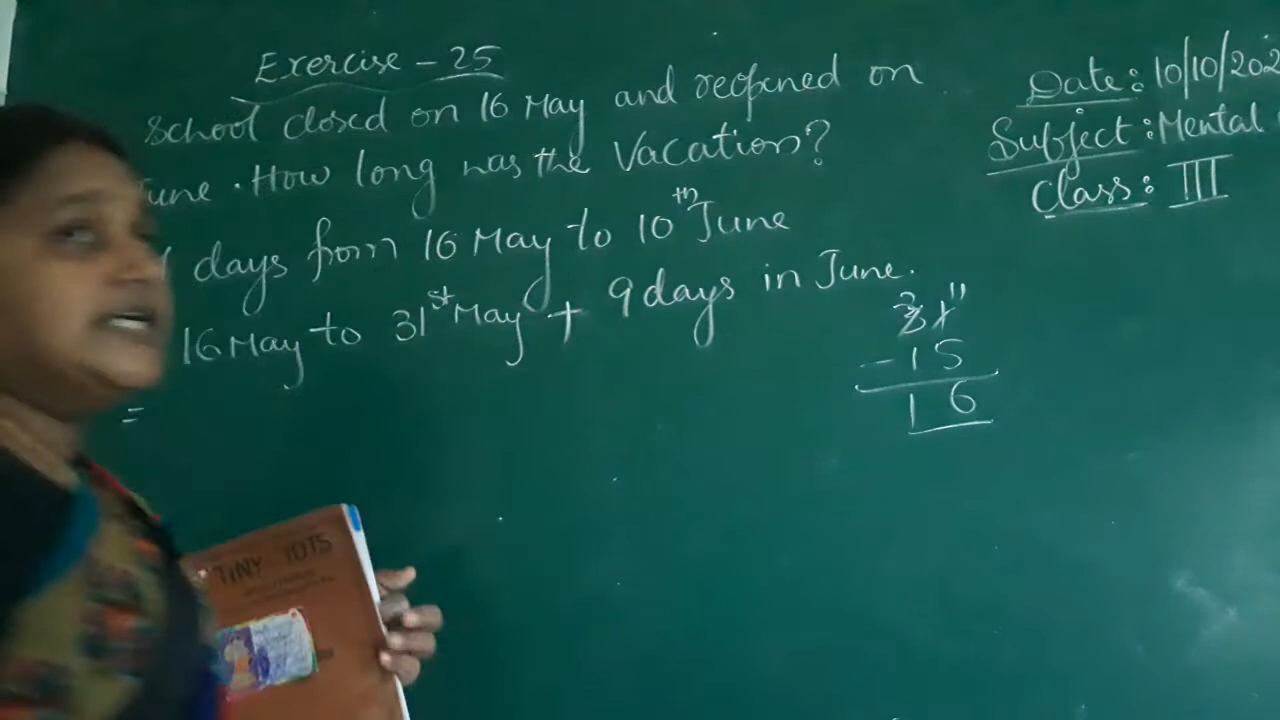 Exercise - 25
School closed on 16 May and reopened on
June. How long was the Vacation?
days from 16 May to 10th June
16 May to 31st May + 9 days in June.
=
Date: 10/10/202
Subject: Mental
Class: III
2 11
31
-15
16
TINY TOTS